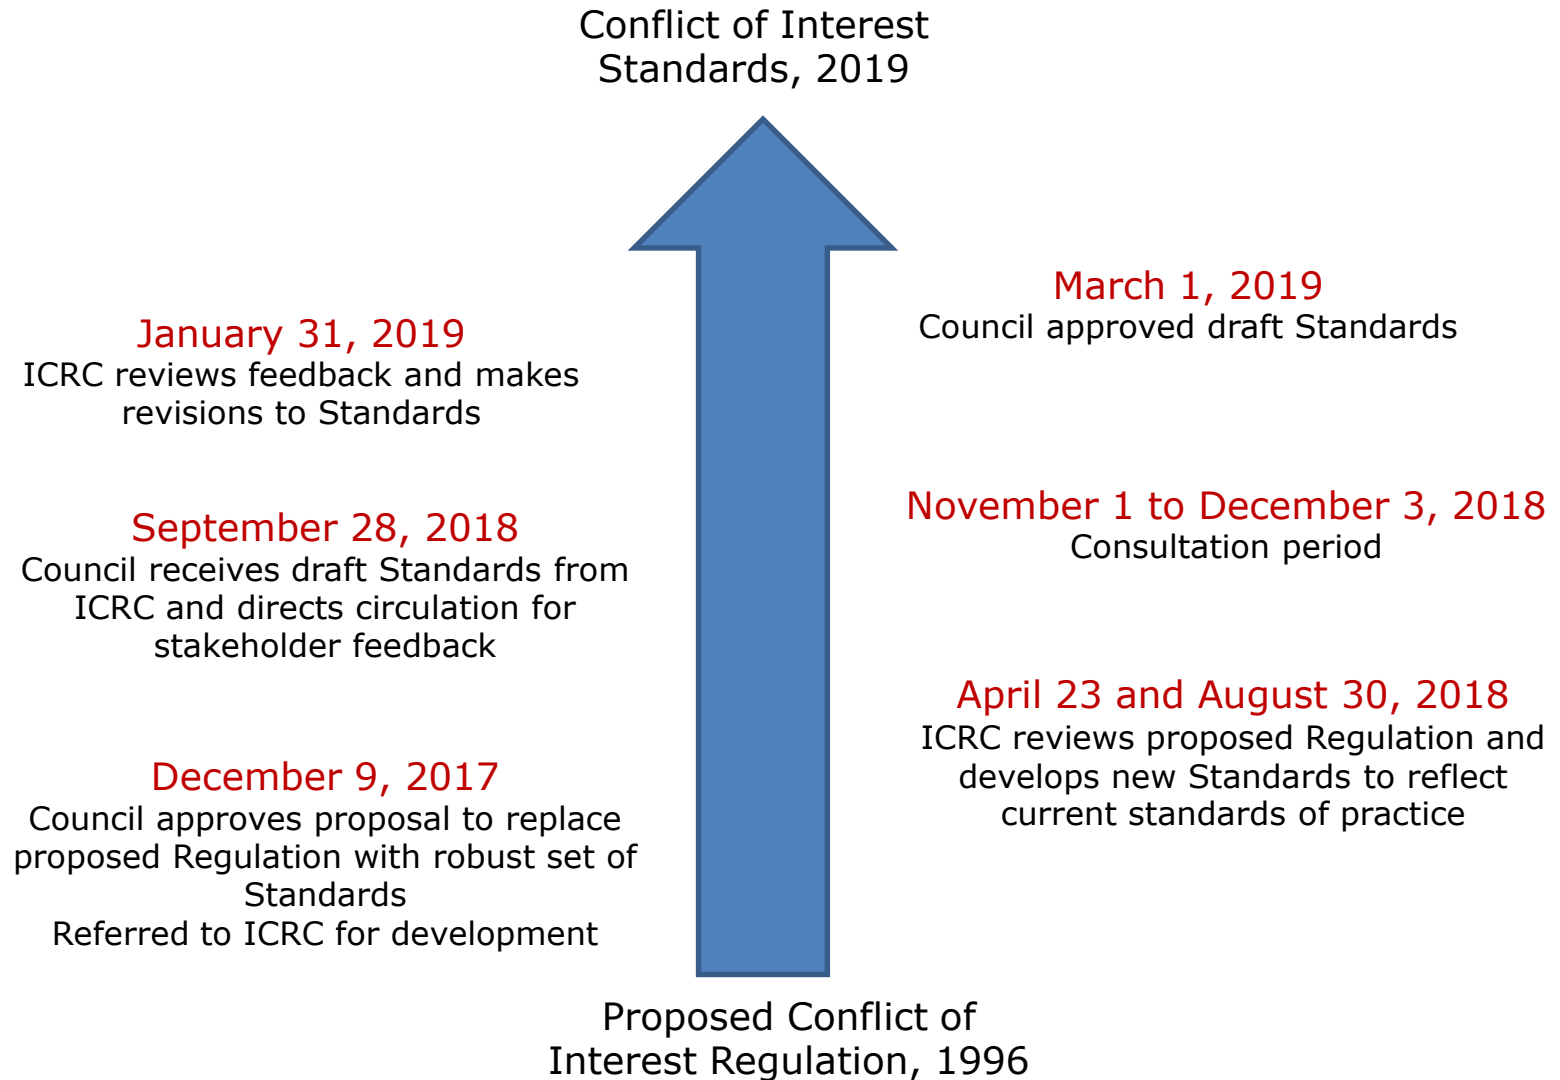 Conflict of Interest
Standards, 2019
March 1, 2019
Council approved draft Standards
January 31, 2019
ICRC reviews feedback and makes
revisions to Standards
November 1 to December 3, 2018
Consultation period
September 28, 2018
Council receives draft Standards from
ICRC and directs circulation for
stakeholder feedback
April 23 and August 30, 2018
ICRC reviews proposed Regulation and
develops new Standards to reflect
current standards of practice
December 9, 2017
Council approves proposal to replace
proposed Regulation with robust set of
Standards
Referred to ICRC for development
Proposed Conflict of
Interest Regulation, 1996